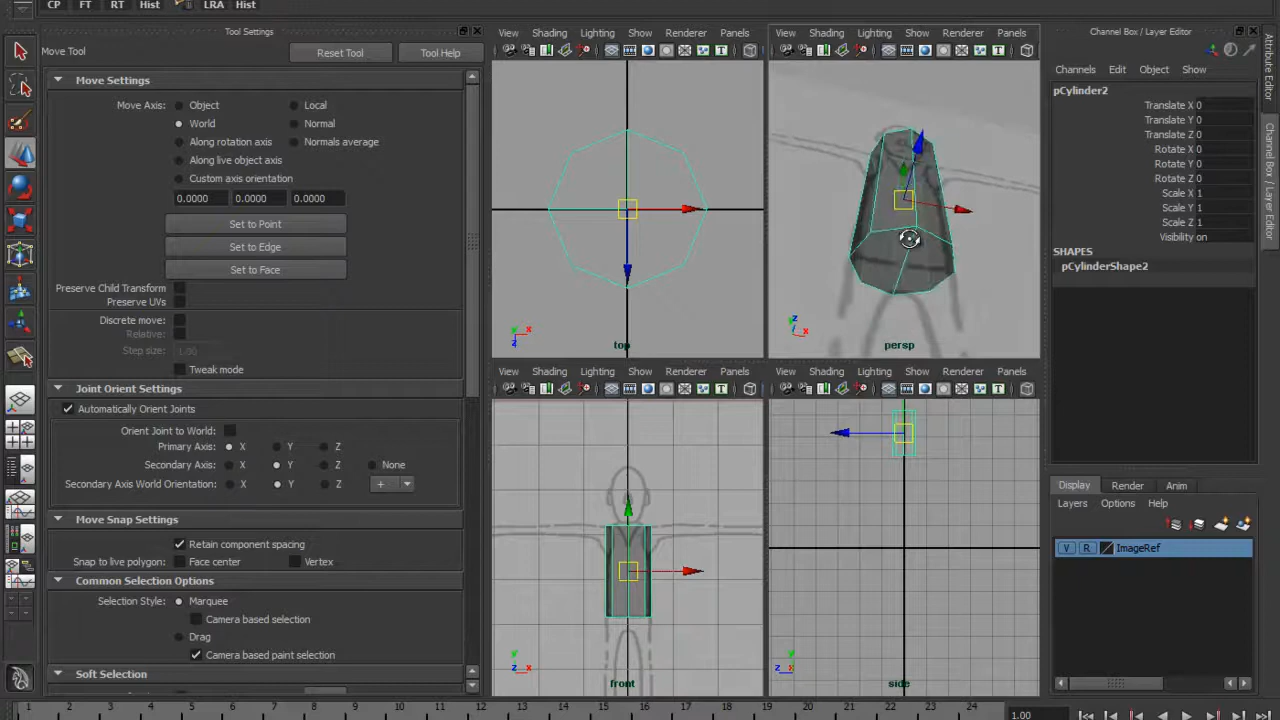 CP FT RT Hist LRA Hist
Tool Settings
Move Tool Reset Tool Tool Help
Move Settings
Move Axis: Object Local
World Normal
Along rotation axis Normals average
Along live object axis
Custom axis orientation
0.0000 0.0000 0.0000
Set to Point
Set to Edge
Set to Face
Preserve Child Transform
Preserve UVs
Discrete move:
Relative:
Step size: 1.00
Tweak mode
Joint Orient Settings
Automatically Orient Joints
Orient Joint to World:
Primary Axis: X Y Z
Secondary Axis: X Y Z None
Secondary Axis World Orientation: X Y Z +
Move Snap Settings
Retain component spacing
Snap to live polygon: Face center Vertex
Common Selection Options
Selection Style: Marquee
Camera based selection
Drag
Camera based paint selection
Soft Selection
View Shading Lighting Show Renderer Panels
y x
z
top
View Shading Lighting Show Renderer Panels
z
y x
persp
View Shading Lighting Show Renderer Panels
y
z x
front
View Shading Lighting Show Renderer Panels
y
z x
side
Channel Box / Layer Editor
Channels Edit Object Show
pCylinder2
Translate X 0
Translate Y 0
Translate Z 0
Rotate X 0
Rotate Y 0
Rotate Z 0
Scale X 1
Scale Y 1
Scale Z 1
Visibility on
SHAPES
pCylinderShape2
Display Render Anim
Layers Options Help
V R ImageRef
Attribute Editor
Channel Box / Layer Editor
1 2 3 4 5 6 7 8 9 10 11 12 13 14 15 16 17 18 19 20 21 22 23 24 1.00